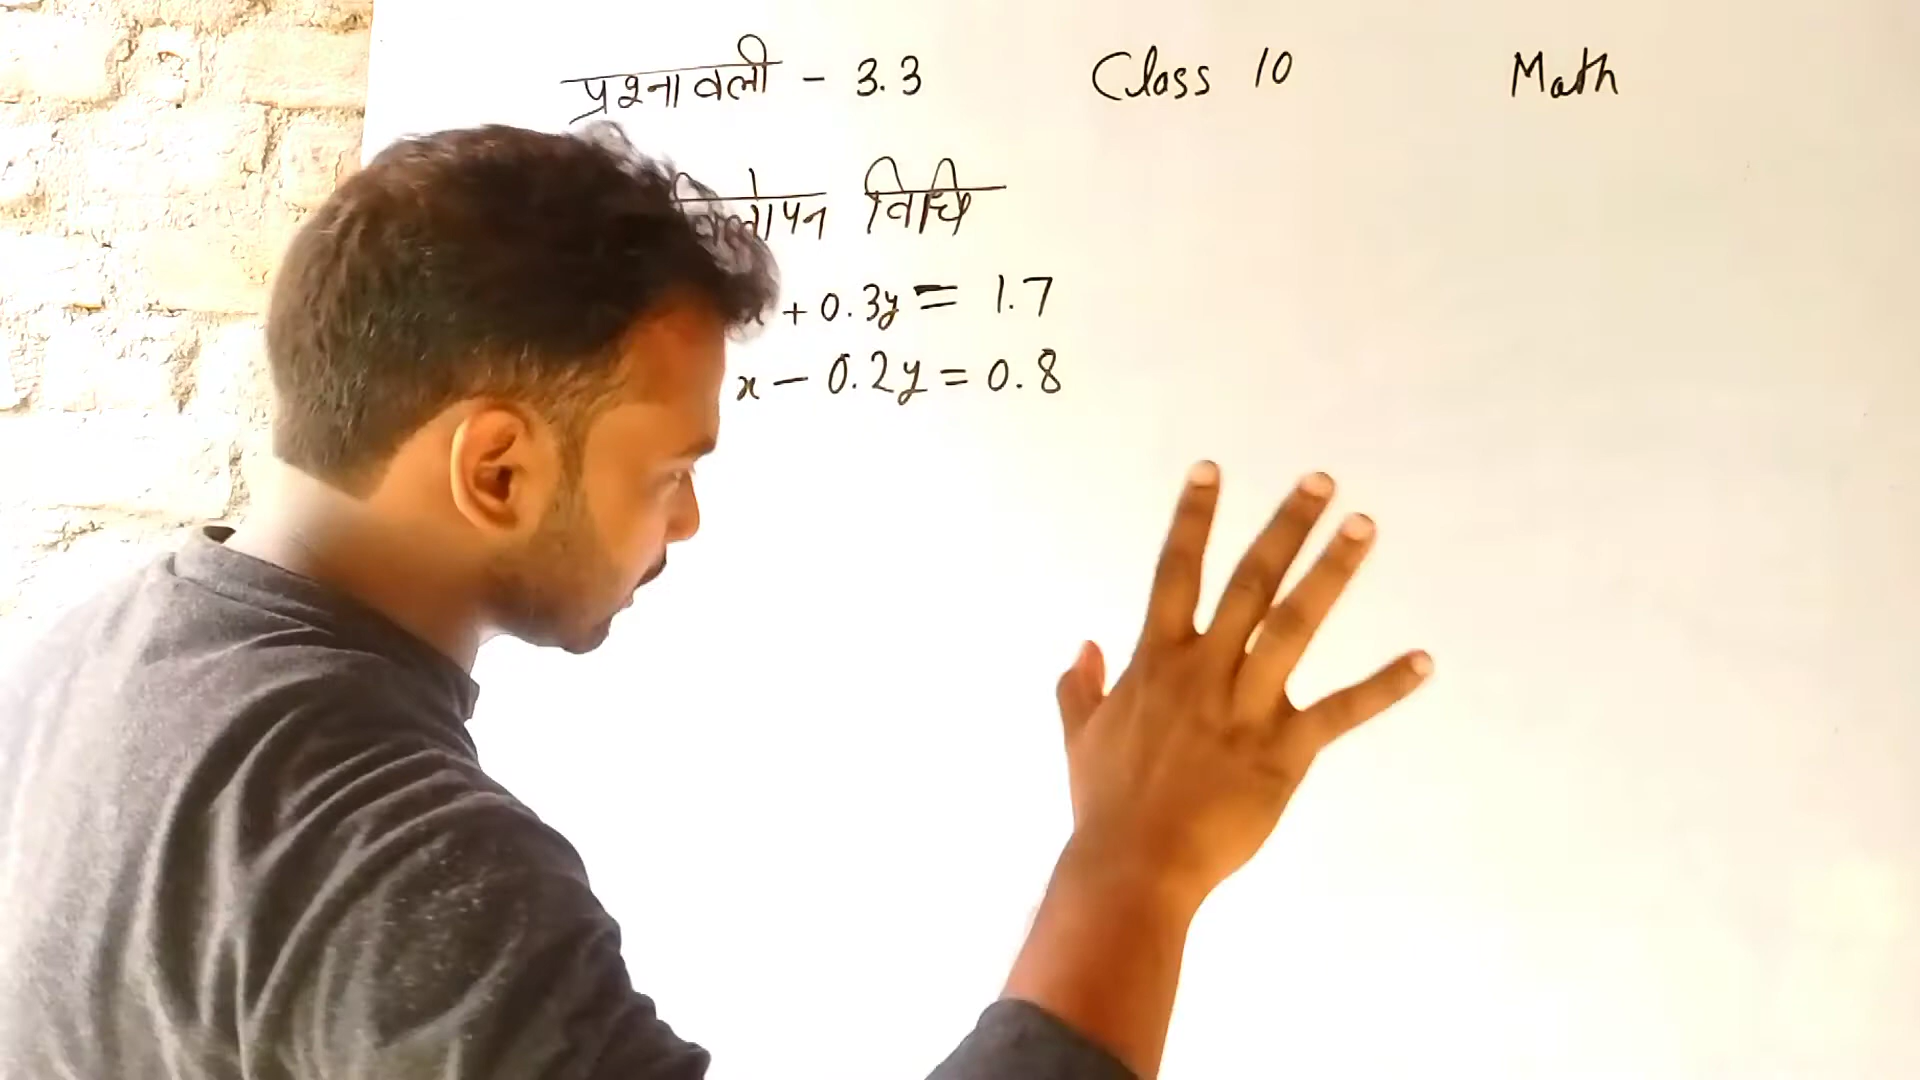 प्रश्नावली - 3.3 Class 10 Math
विलोपन विधि
x + 0.3y = 1.7
x - 0.2y = 0.8